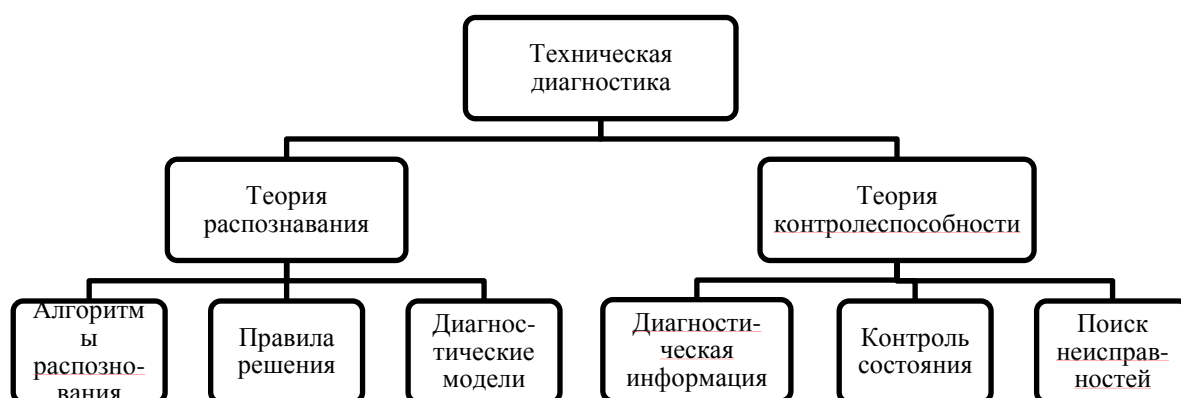 Техническая
диагностика
Теория
распознавания
Теория
контролеспособности
Алгоритм
ы
распозно-
вания
Правила
решения
Диагнос-
тические
модели
Диагности-
ческая
информация
Контроль
состояния
Поиск
неисправ-
ностей